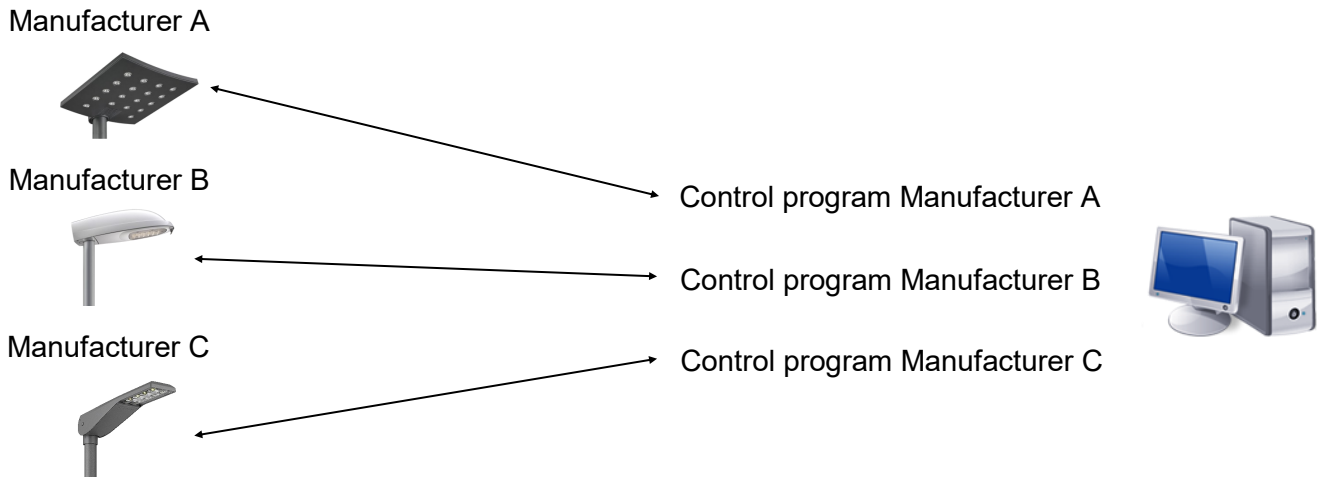 Manufacturer A
Manufacturer B
Manufacturer C
Control program Manufacturer A
Control program Manufacturer B
Control program Manufacturer C